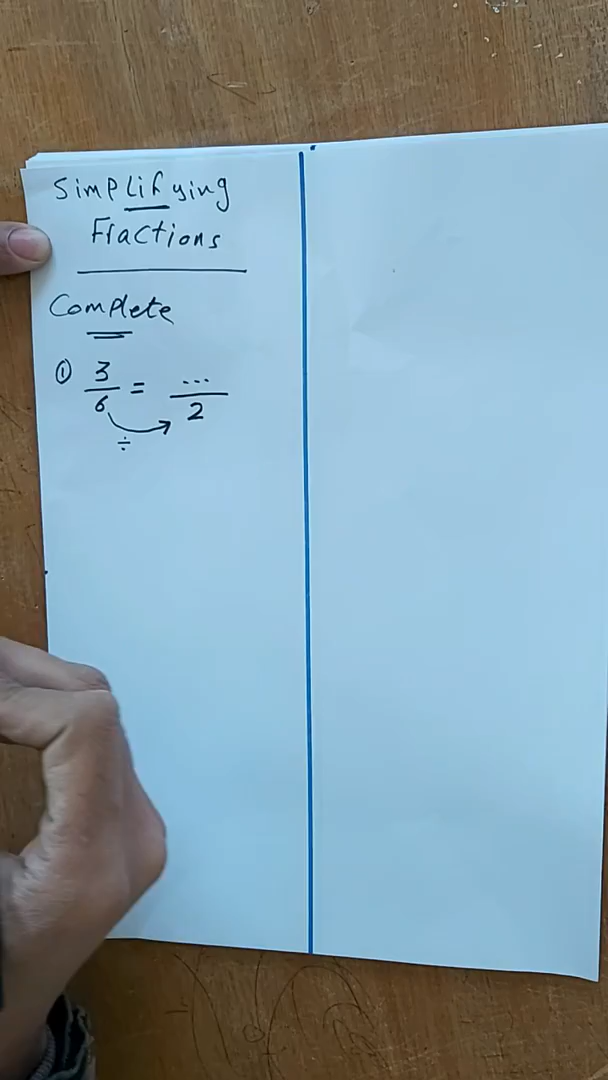 Simplifying
Fractions
Complete
① 3/6 = .../2
÷